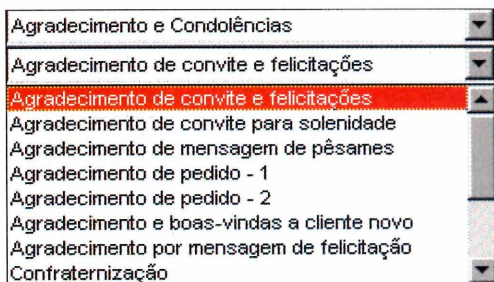 Agradecimento e Condolências
Agradecimento de convite e felicitações
Agradecimento de convite e felicitações
Agradecimento de convite para solenidade
Agradecimento de mensagem de pêsames
Agradecimento de pedido - 1
Agradecimento de pedido - 2
Agradecimento e boas-vindas a cliente novo
Agradecimento por mensagem de felicitação
Confraternização